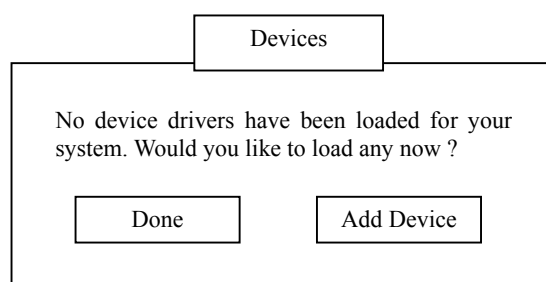 Devices
No device drivers have been loaded for your
system. Would you like to load any now ?
Done
Add Device